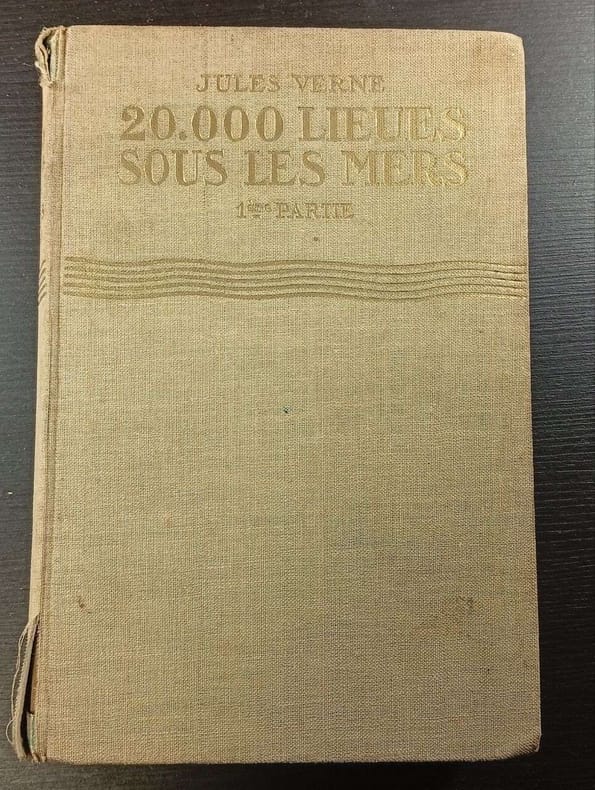 JULES VERNE
20.000 LIEUES
SOUS LES MERS
1ère PARTIE